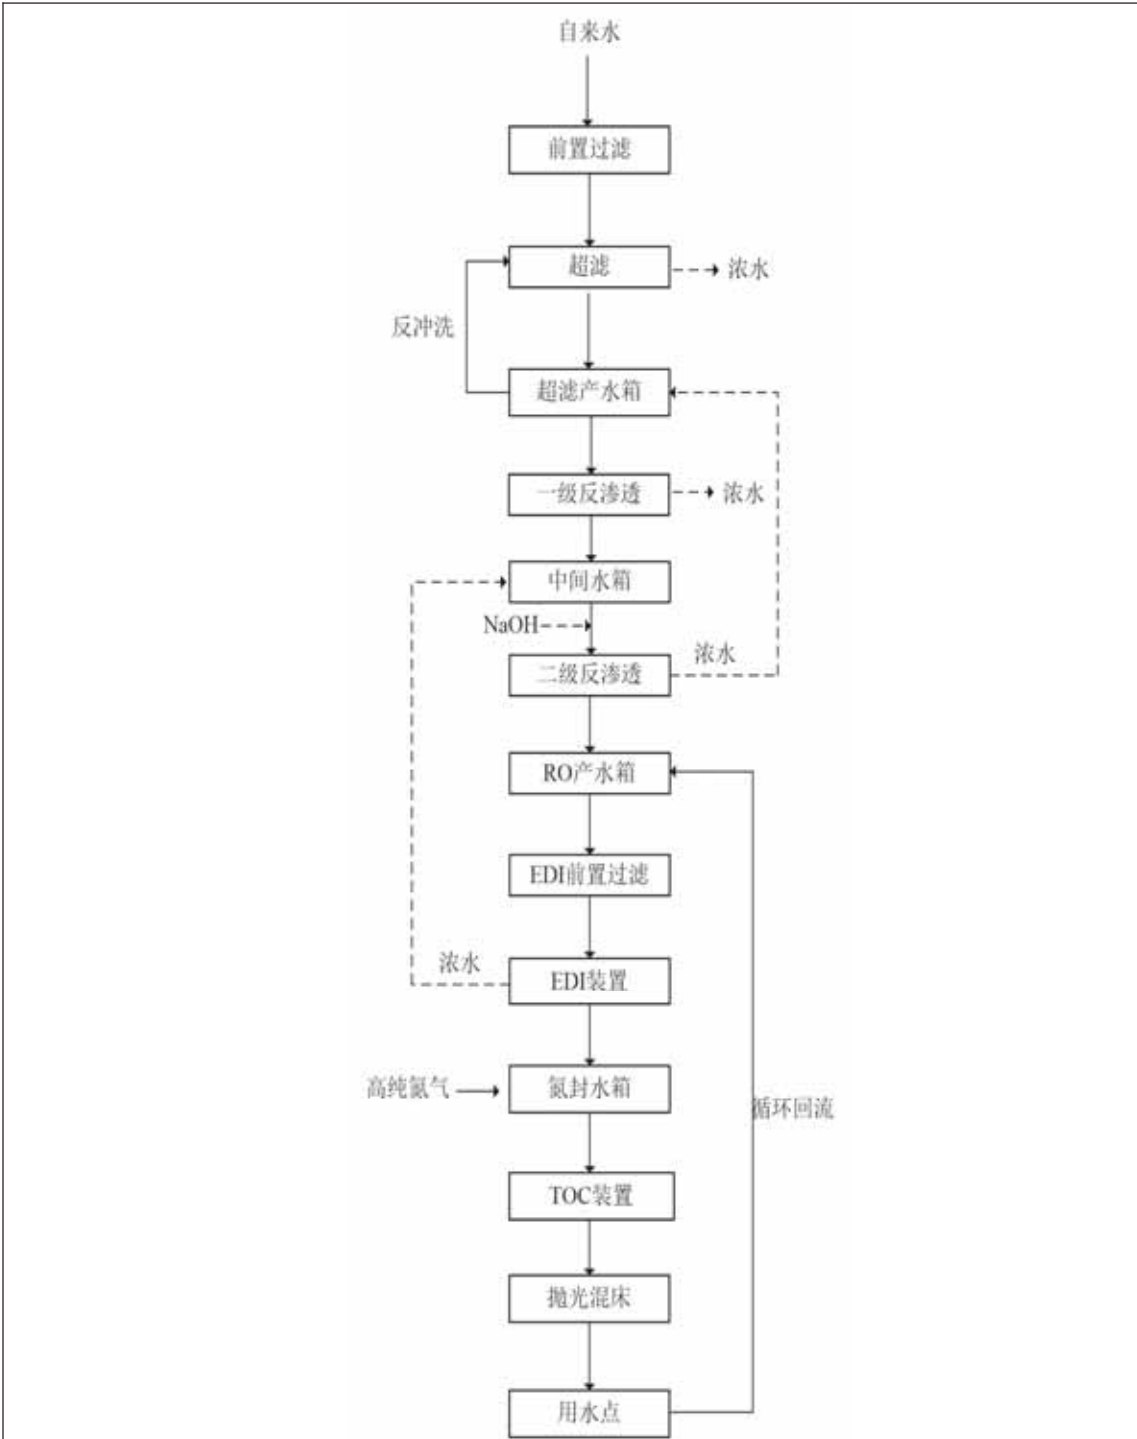 自来水
前置过滤
超滤
浓水
反冲洗
超滤产水箱
一级反渗透
浓水
中间水箱
NaOH
二级反渗透
浓水
RO产水箱
EDI前置过滤
浓水
EDI装置
高纯氮气
氮封水箱
循环回流
TOC装置
抛光混床
用水点